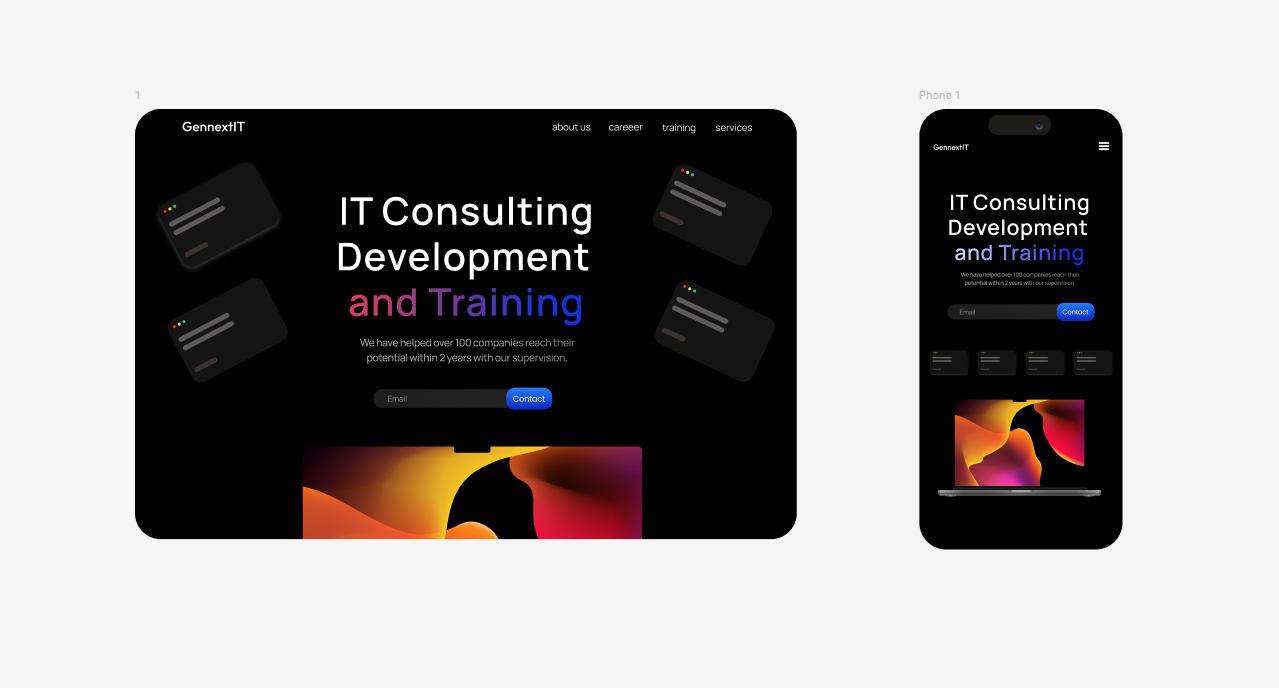 1
GennextIT
about us
careeer
training
services
IT Consulting
Development
and Training
We have helped over 100 companies reach their
potential within 2 years with our supervision.
Email
Contact
Phone 1
GennextIT
IT Consulting
Development
and Training
We have helped over 100 companies reach their
potential within 2 years with our supervision.
Email
Contact